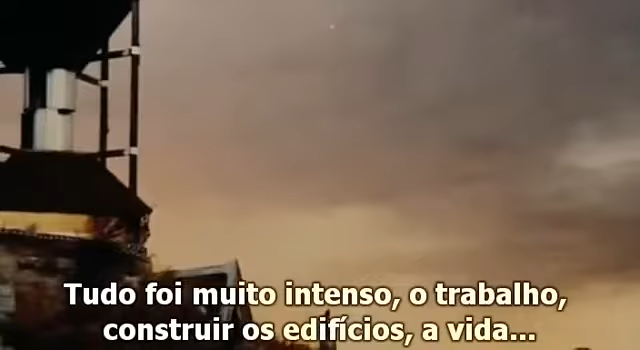 Tudo foi muito intenso, o trabalho,
construir os edifícios, a vida...